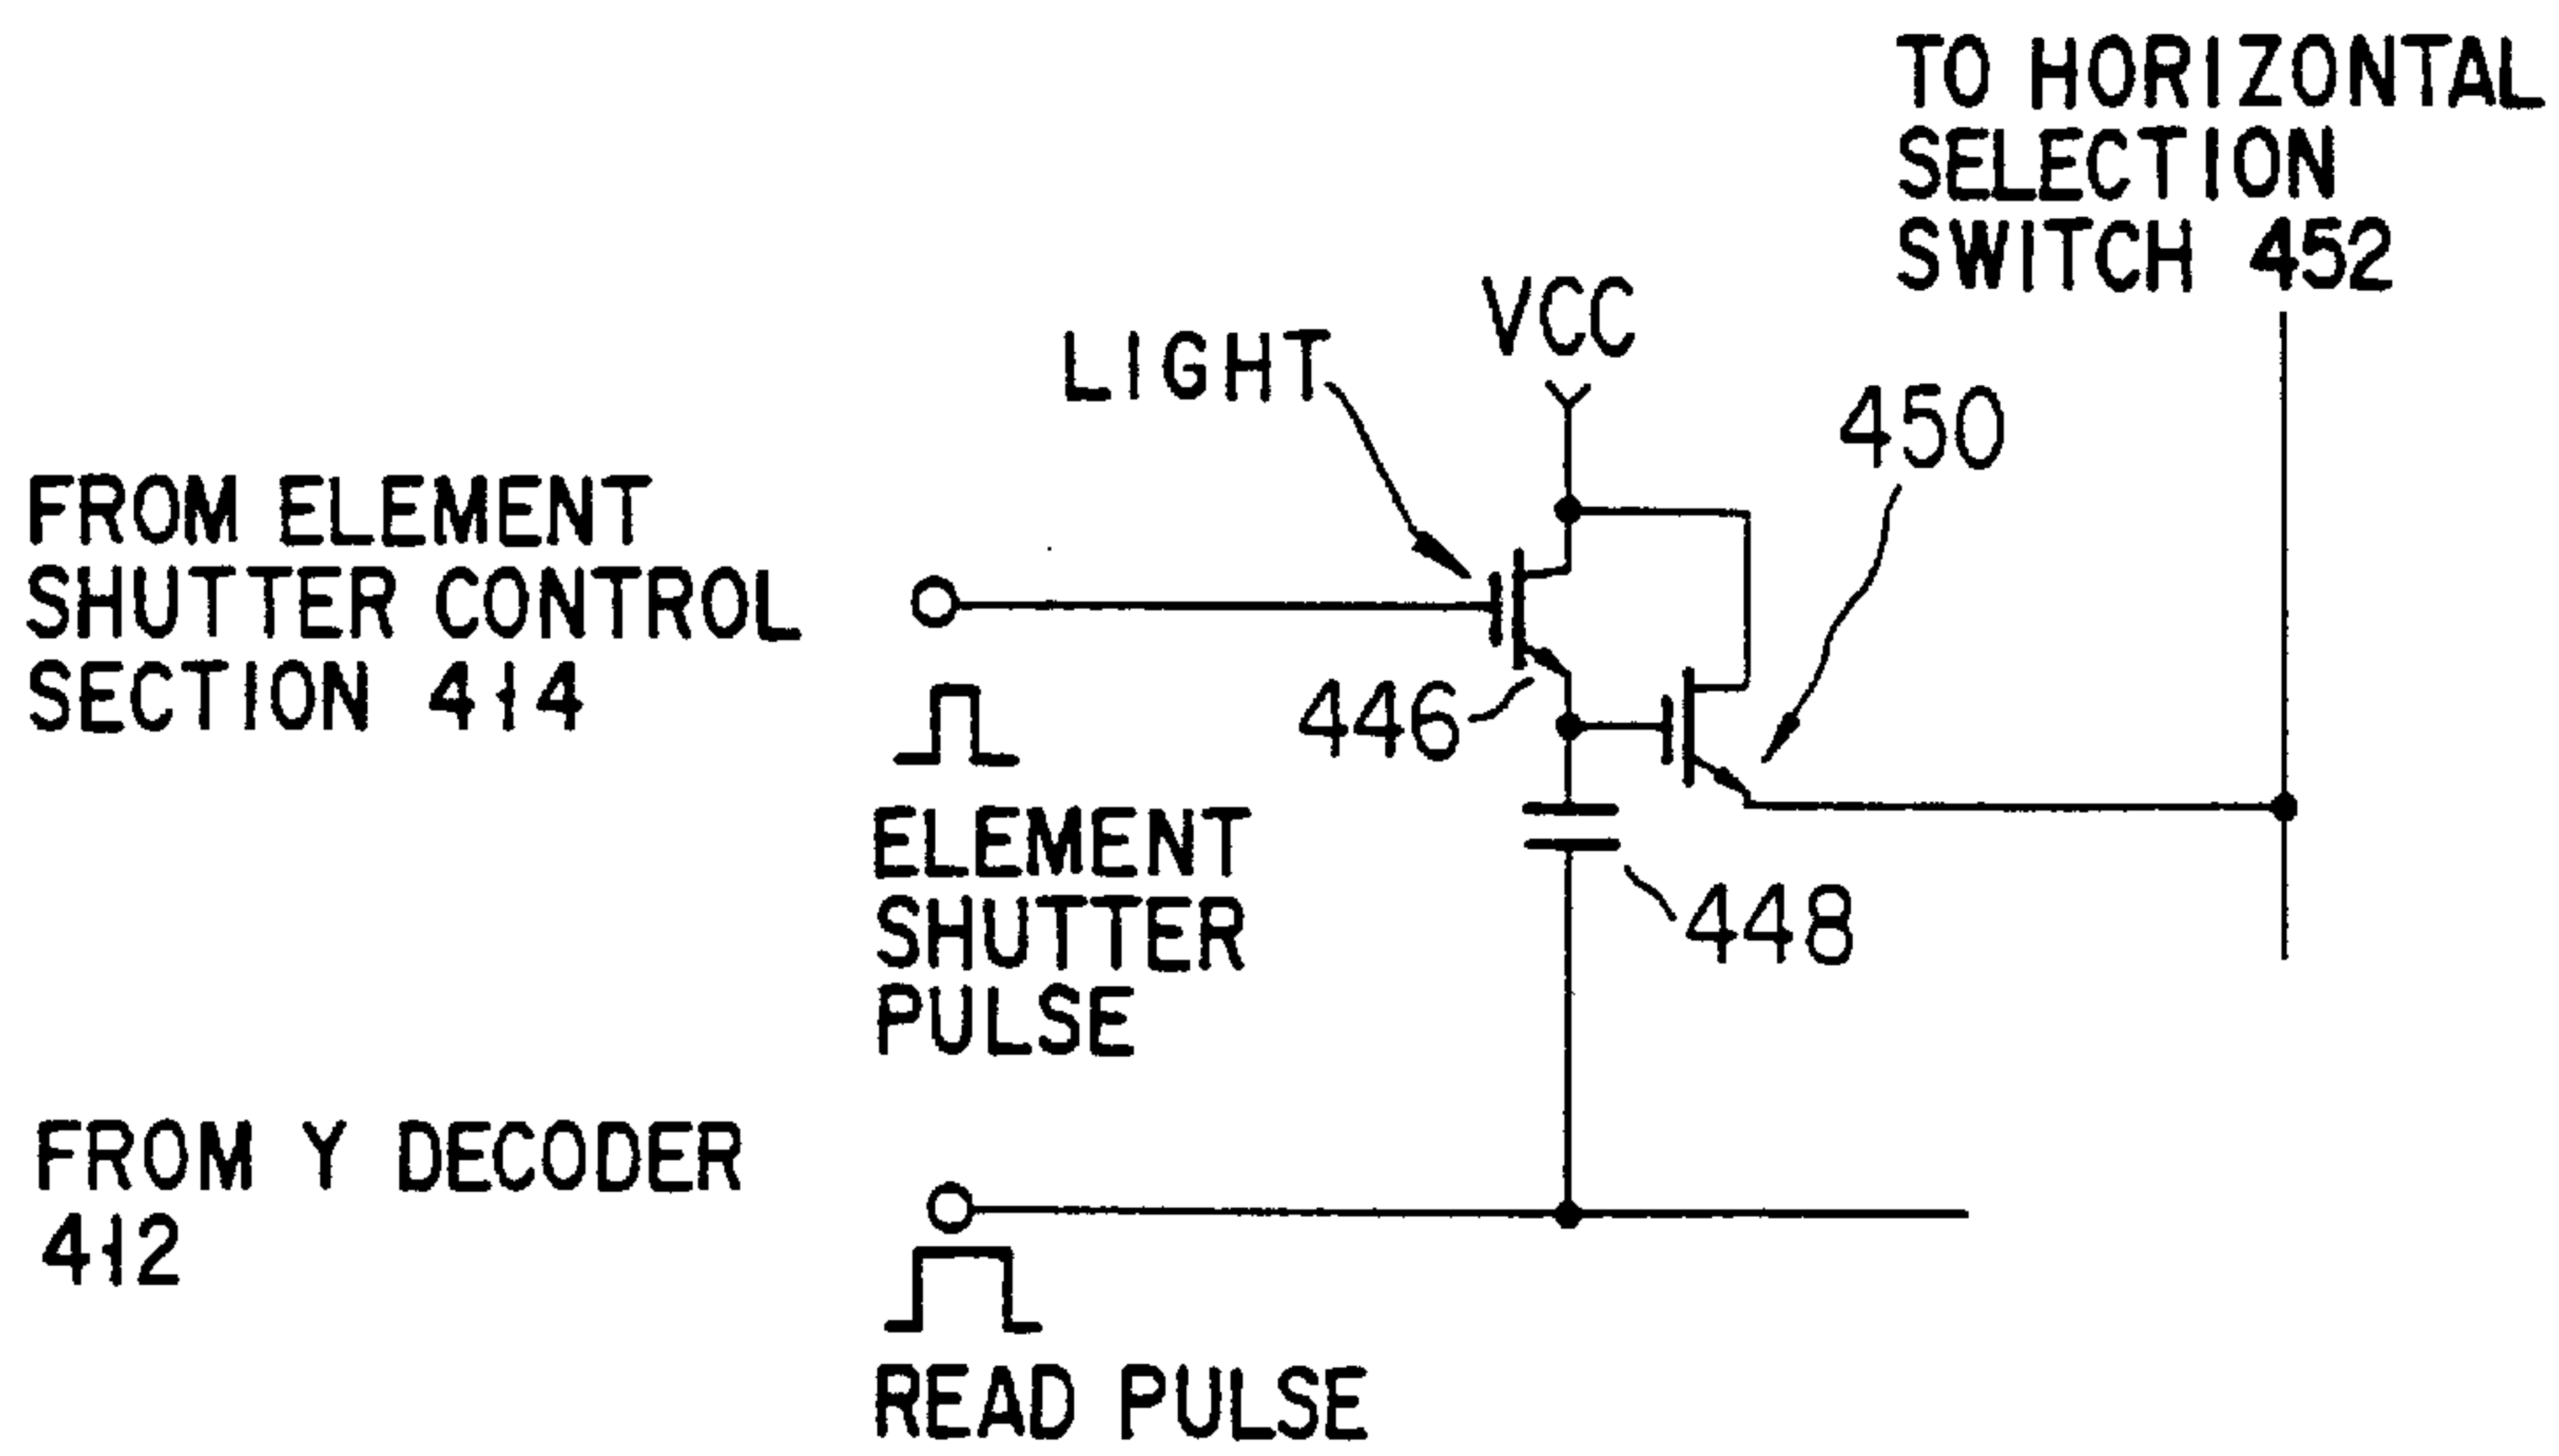 TO HORIZONTAL
SELECTION
SWITCH 452
VCC
LIGHT
450
FROM ELEMENT
SHUTTER CONTROL
SECTION 414
446
ELEMENT
SHUTTER
PULSE
448
FROM Y DECODER
412
READ PULSE